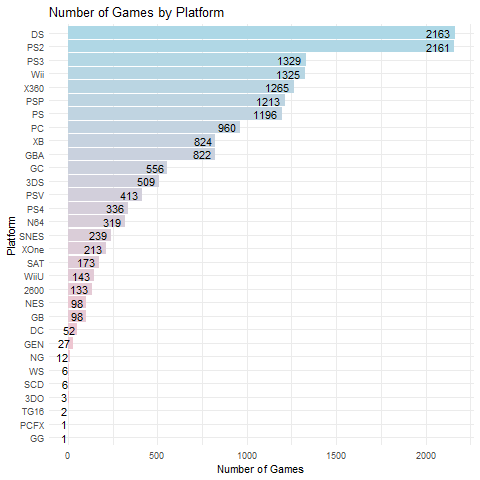 Number of Games by Platform
Platform
DS 2163
PS2 2161
PS3 1329
Wii 1325
X360 1265
PSP 1213
PS 1196
PC 960
XB 824
GBA 822
GC 556
3DS 509
PSV 413
PS4 336
N64 319
SNES 239
XOne 213
SAT 173
WiiU 143
2600 133
NES 98
GB 98
DC 52
GEN 27
NG 12
WS 6
SCD 6
3DO 3
TG16 2
PCFX 1
GG 1
0 500 1000 1500 2000
Number of Games